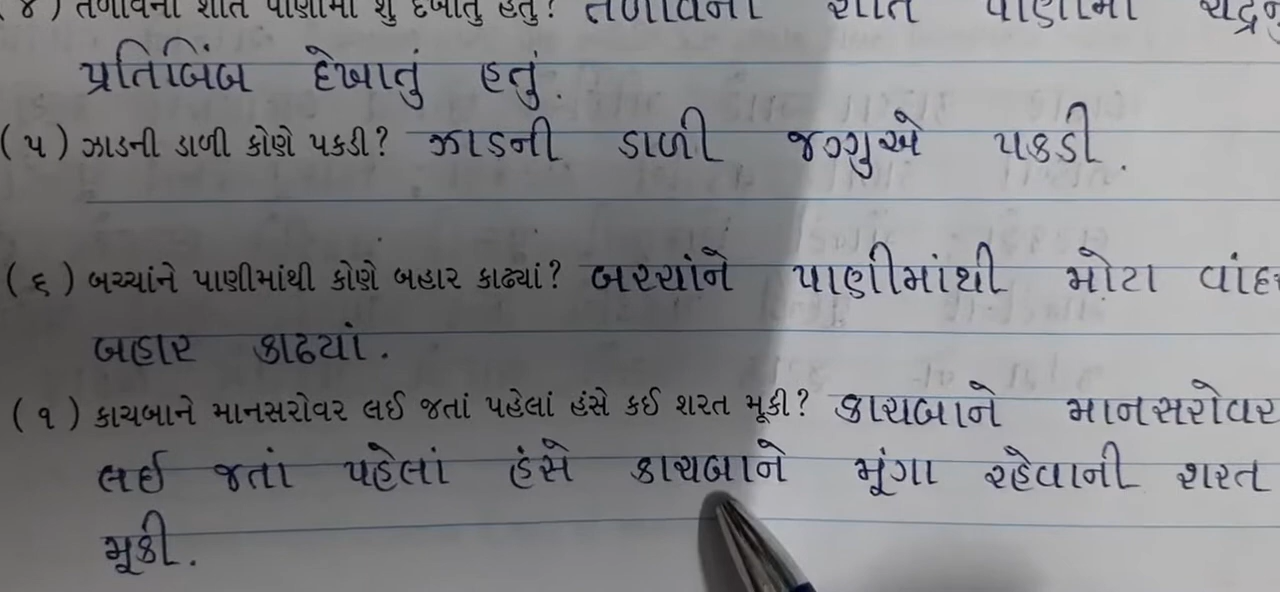 (૪) તળાવના શાંત પાણીમાં શું દેખાતું હતું? તળાવના શાંત પાણીમાં
પ્રતિબિંબ દેખાતું હતું.
(૫) ઝાડની ડાળી કોણે પકડી? ઝાડની ડાળી જગ્ગુએ પકડી.
(૬) બચ્ચાંને પાણીમાંથી કોણે બહાર કાઢ્યાં? બચ્ચાંને પાણીમાંથી મોટા
બહાર કાઢયાં.
(૧) કાચબાને માનસરોવર લઈ જતાં પહેલાં હંસે કઈ શરત મૂકી? કાચબાને માનસરોવર
લઈ જતાં પહેલાં હંસે કાચબાને મૂંગા રહેવાની શરત
મૂકી.